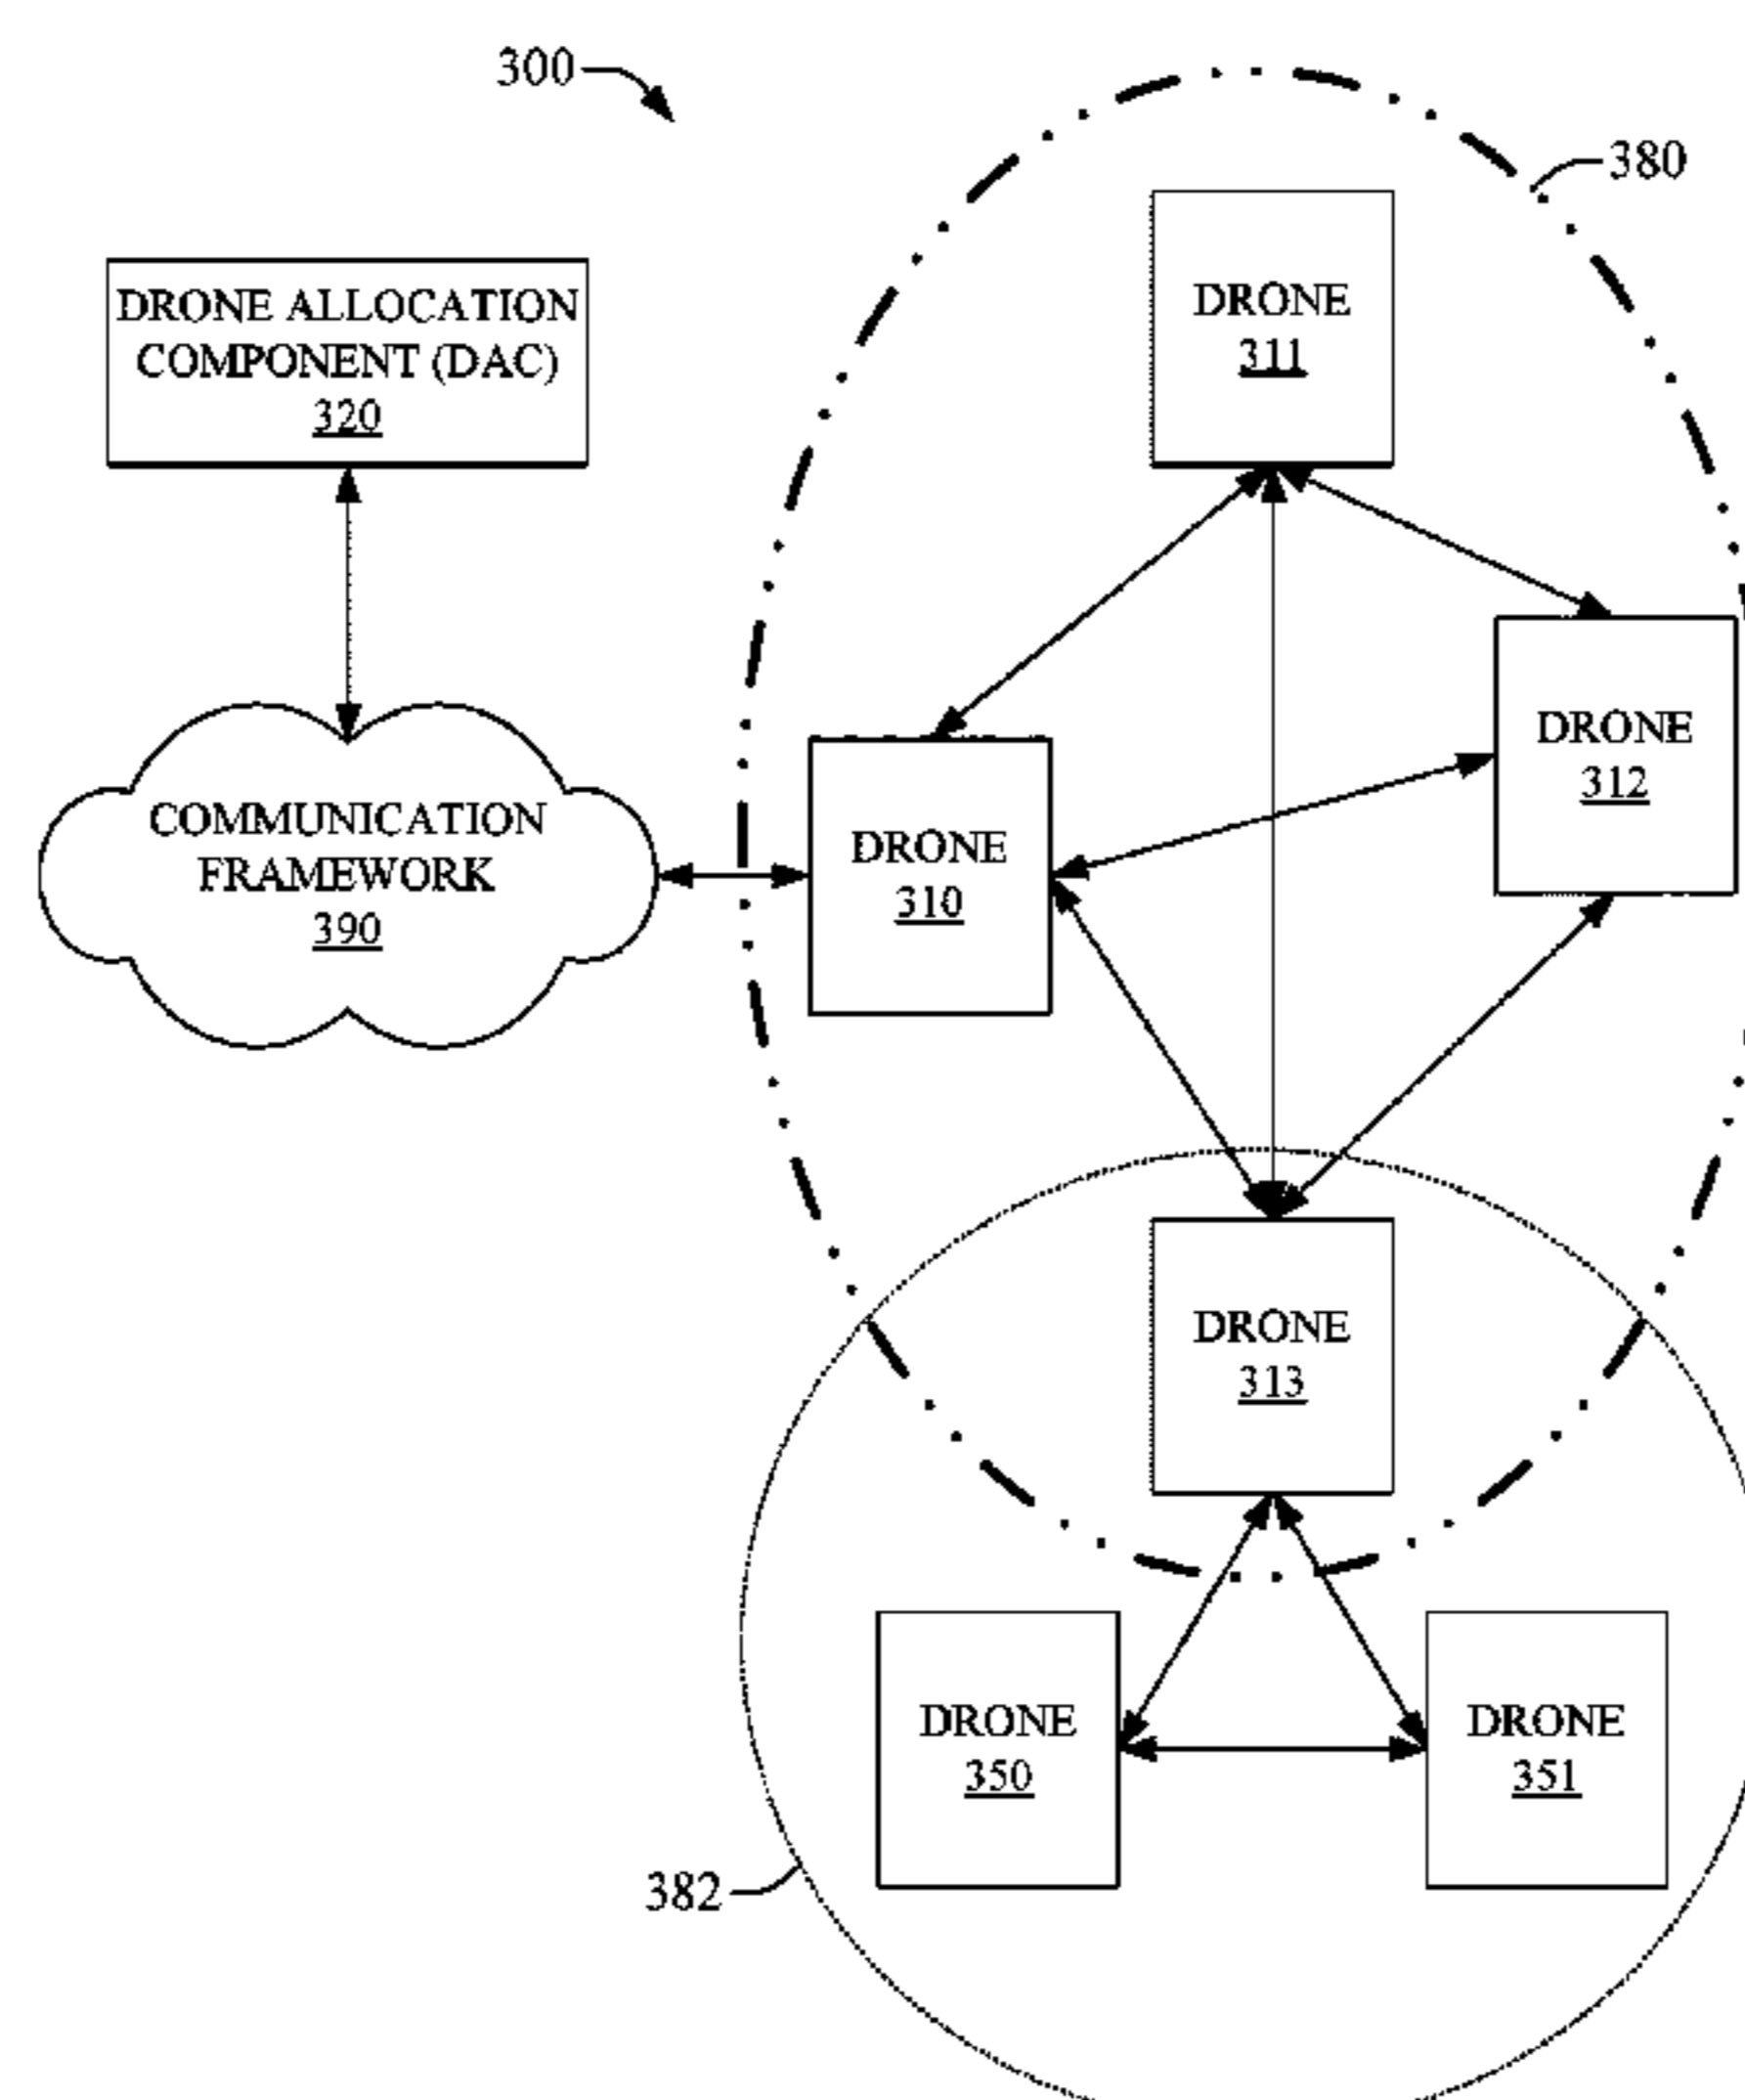 300
380
DRONE
311
DRONE ALLOCATION
COMPONENT (DAC)
320
DRONE
312
COMMUNICATION
FRAMEWORK
390
DRONE
310
DRONE
313
DRONE
350
DRONE
351
382